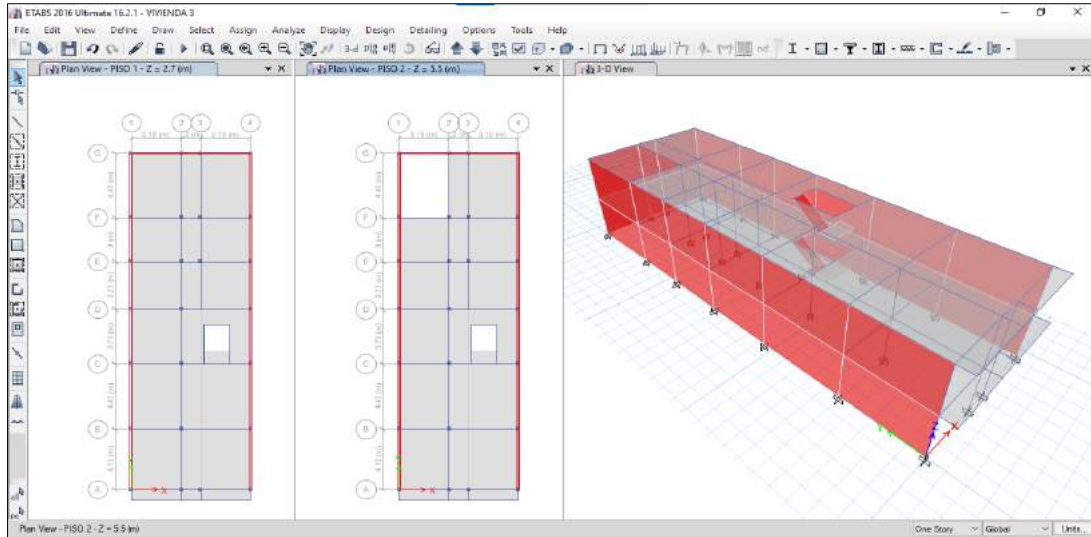 ETABS 2016 Ultimate 16.2.1 - VIVIENDA 3
File Edit View Define Draw Select Assign Analyze Display Design Detailing Options Tools Help
3-d
Plan View - PISO 1 - Z = 2.7 (m)
Plan View - PISO 2 - Z = 5.5 (m)
3-D View
1 2 3 4
G
F
E
D
C
B
A
X
1 2 3 4
G
F
E
D
C
B
A
X
X
Z
Plan View - PISO 2 - Z = 5.5 (m)
One Story Global Units...